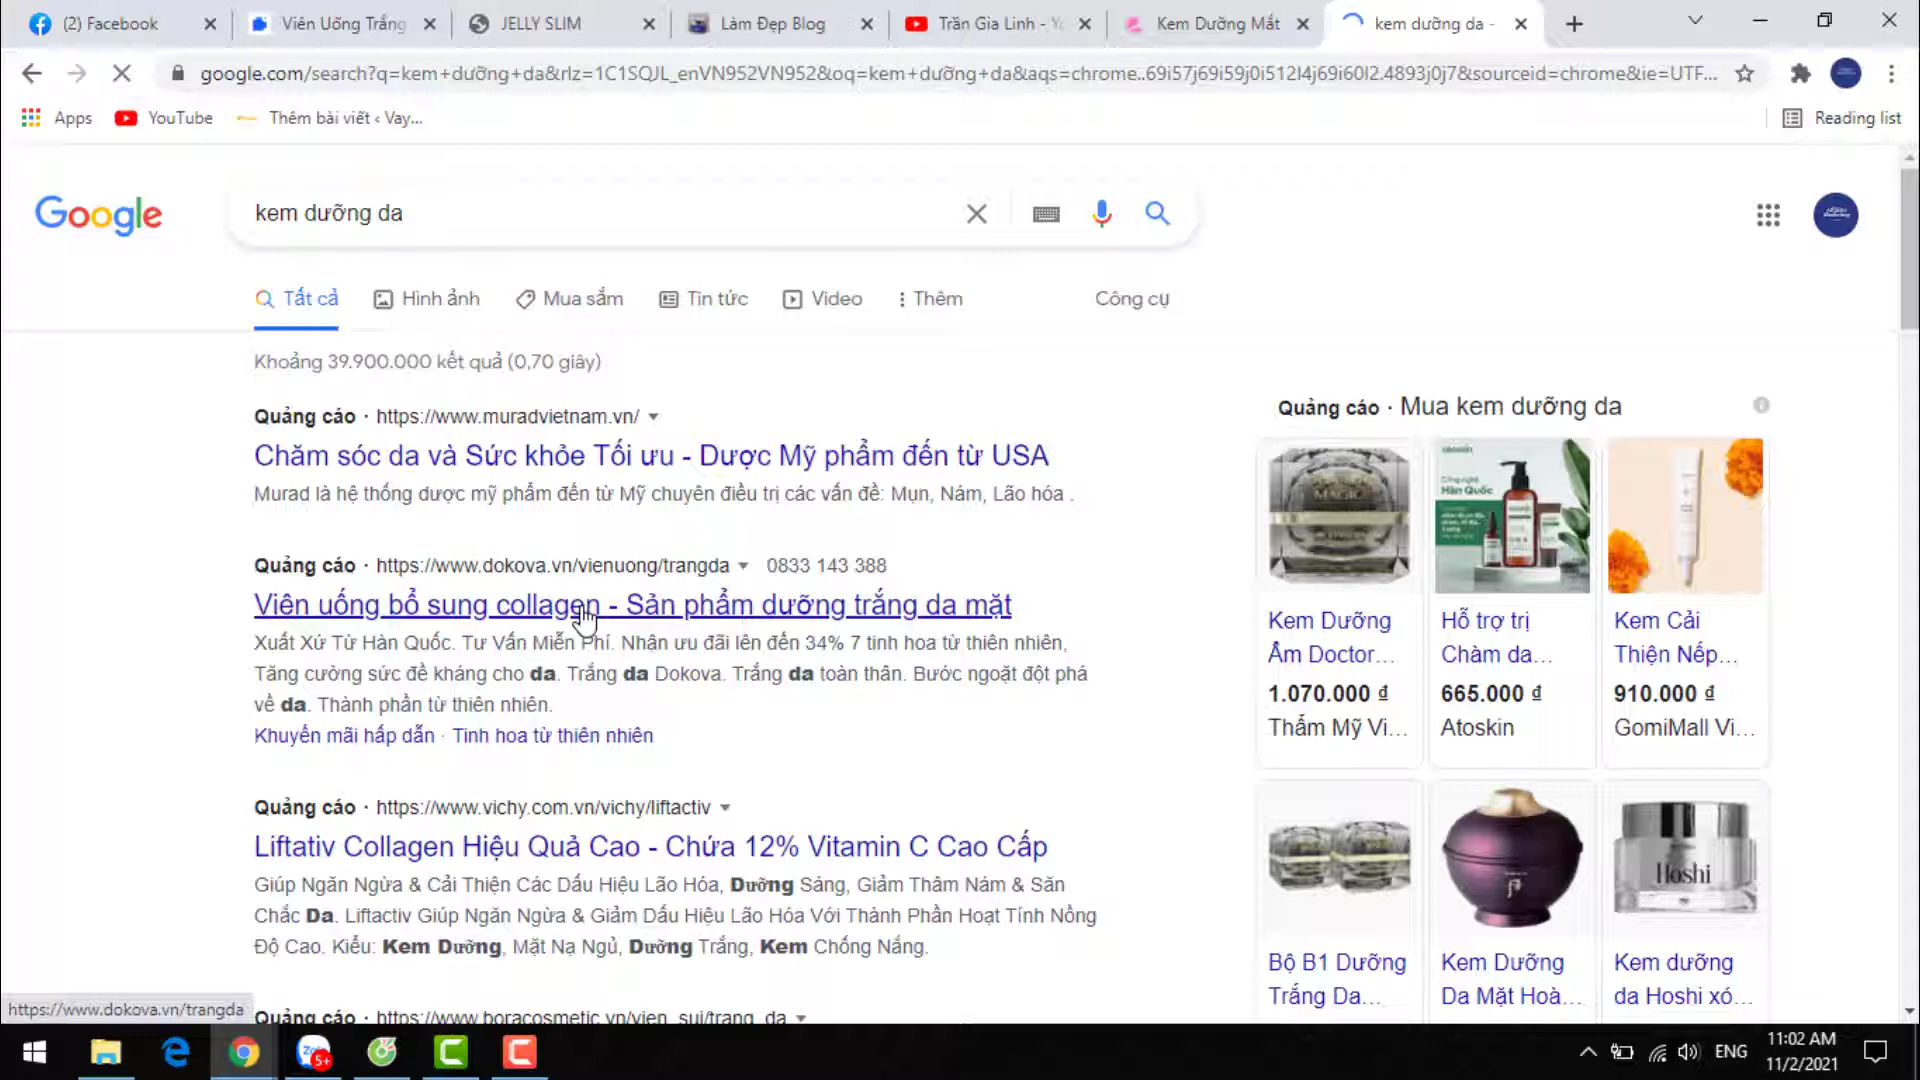 (2) Facebook
Viên Uống Trắng
JELLY SLIM
Làm Đẹp Blog
Trần Gia Linh - Yo
Kem Dưỡng Mắt
kem dưỡng da -
google.com/search?q=kem+dưỡng+da&rlz=1C1SQJL_enVN952VN952&oq=kem+dưỡng+da&aqs=chrome..69i57j69i59j0i512l4j69i60l2.4893j0j7&sourceid=chrome&ie=UTF...
Apps
YouTube
Thêm bài viết ‹ Vay...
Reading list
Google
kem dưỡng da
Tất cả
Hình ảnh
Mua sắm
Tin tức
Video
Thêm
Công cụ
Khoảng 39.900.000 kết quả (0,70 giây)
Quảng cáo · https://www.muradvietnam.vn/
Chăm sóc da và Sức khỏe Tối ưu - Dược Mỹ phẩm đến từ USA
Murad là hệ thống dược mỹ phẩm đến từ Mỹ chuyên điều trị các vấn đề: Mụn, Nám, Lão hóa .
Quảng cáo · https://www.dokova.vn/vienuong/trangda 0833 143 388
Viên uống bổ sung collagen - Sản phẩm dưỡng trắng da mặt
Xuất Xứ Từ Hàn Quốc. Tư Vấn Miễn Phí. Nhận ưu đãi lên đến 34% 7 tinh hoa từ thiên nhiên,
Tăng cường sức đề kháng cho da. Trắng da Dokova. Trắng da toàn thân. Bước ngoặt đột phá
về da. Thành phần từ thiên nhiên.
Khuyến mãi hấp dẫn · Tinh hoa từ thiên nhiên
Quảng cáo · https://www.vichy.com.vn/vichy/liftactiv
Liftativ Collagen Hiệu Quả Cao - Chứa 12% Vitamin C Cao Cấp
Giúp Ngăn Ngừa & Cải Thiện Các Dấu Hiệu Lão Hóa, Dưỡng Sáng, Giảm Thâm Nám & Săn
Chắc Da. Liftactiv Giúp Ngăn Ngừa & Giảm Dấu Hiệu Lão Hóa Với Thành Phần Hoạt Tính Nồng
Độ Cao. Kiểu: Kem Dưỡng, Mặt Nạ Ngủ, Dưỡng Trắng, Kem Chống Nắng.
Quảng cáo · https://www.boracosmetic.vn/vien_sui/trang_da
Quảng cáo · Mua kem dưỡng da
MAGIC
Hàn Quốc
Kem Dưỡng
Ẩm Doctor...
1.070.000 ₫
Thẩm Mỹ Vi...
Hỗ trợ trị
Chàm da...
665.000 ₫
Atoskin
Kem Cải
Thiện Nếp...
910.000 ₫
GomiMall Vi...
Hoshi
Bộ B1 Dưỡng
Trắng Da...
Kem Dưỡng
Da Mặt Hoà...
Kem dưỡng
da Hoshi xó...
https://www.dokova.vn/trangda
Zalo
5+
ENG
11:02 AM
11/2/2021